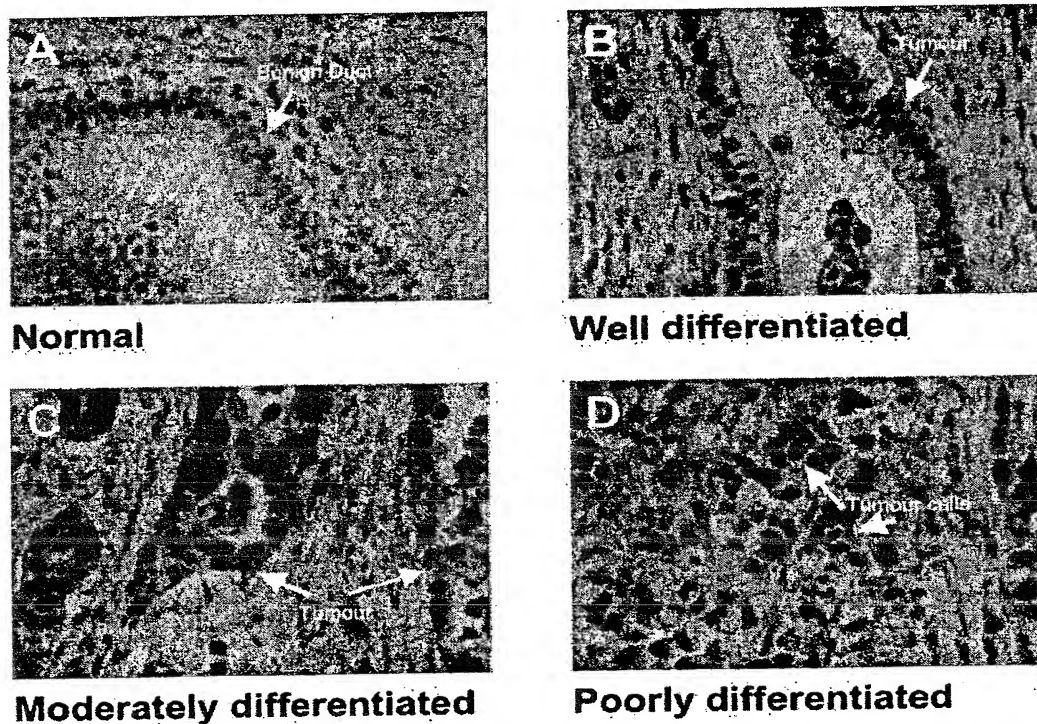 A
Benign Duct
Normal
B
Tumour
Well differentiated
C
Tumour
Moderately differentiated
D
Tumour cells
Poorly differentiated